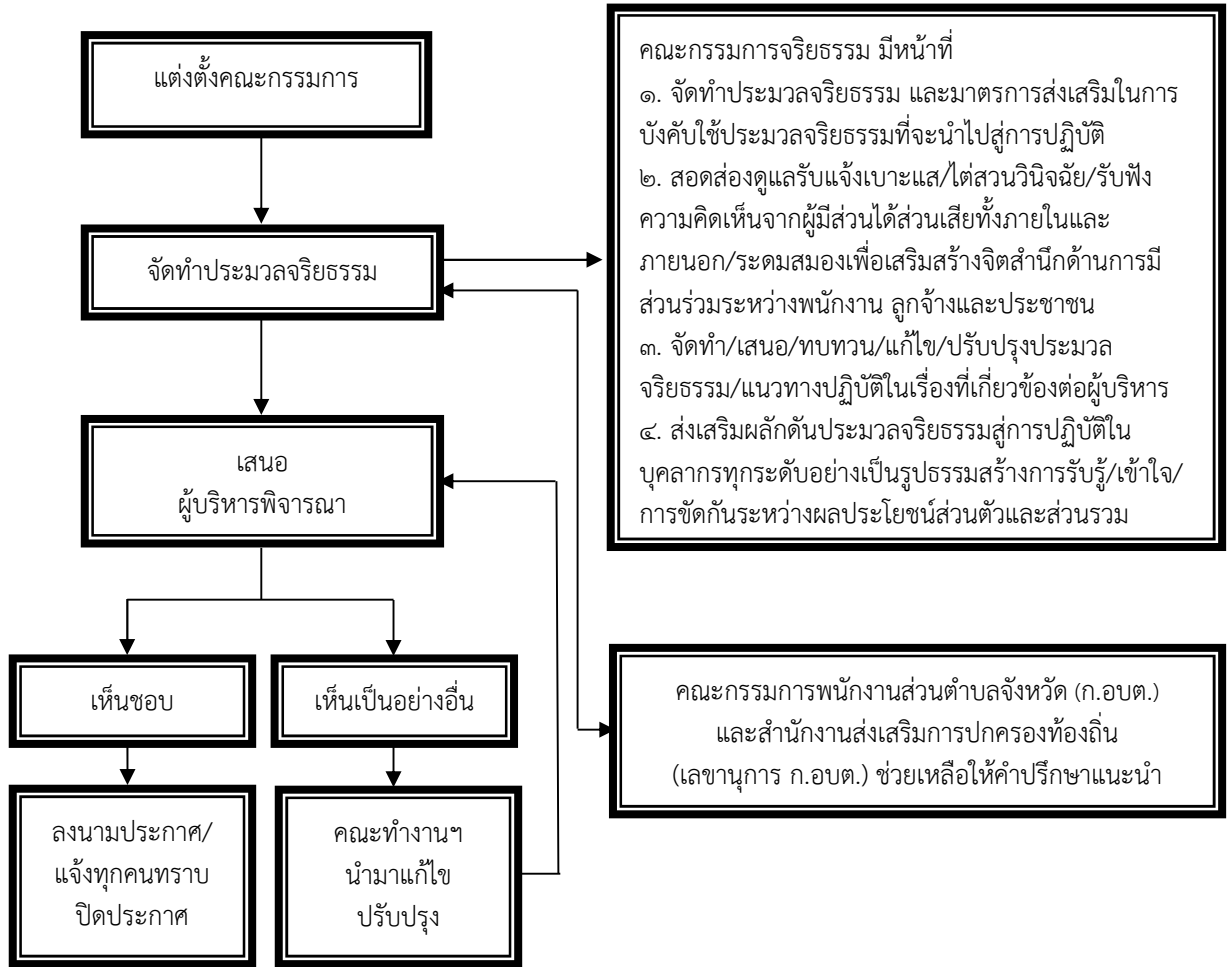 แต่งตั้งคณะกรรมการ
จัดทำประมวลจริยธรรม
เสนอ
ผู้บริหารพิจารณา
เห็นชอบ
เห็นเป็นอย่างอื่น
ลงนามประกาศ/
แจ้งทุกคนทราบ
ปิดประกาศ
คณะทำงานฯ
นำมาแก้ไข
ปรับปรุง
คณะกรรมการจริยธรรม มีหน้าที่
๑. จัดทำประมวลจริยธรรม และมาตรการส่งเสริมในการ
บังคับใช้ประมวลจริยธรรมที่จะนำไปสู่การปฏิบัติ
๒. สอดส่องดูแลรับแจ้งเบาะแส/ไต่สวนวินิจฉัย/รับฟัง
ความคิดเห็นจากผู้มีส่วนได้ส่วนเสียทั้งภายในและ
ภายนอก/ระดมสมองเพื่อเสริมสร้างจิตสำนึกด้านการมี
ส่วนร่วมระหว่างพนักงาน ลูกจ้างและประชาชน
๓. จัดทำ/เสนอ/ทบทวน/แก้ไข/ปรับปรุงประมวล
จริยธรรม/แนวทางปฏิบัติในเรื่องที่เกี่ยวข้องต่อผู้บริหาร
๔. ส่งเสริมผลักดันประมวลจริยธรรมสู่การปฏิบัติใน
บุคลากรทุกระดับอย่างเป็นรูปธรรมสร้างการรับรู้/เข้าใจ/
การขัดกันระหว่างผลประโยชน์ส่วนตัวและส่วนรวม
คณะกรรมการพนักงานส่วนตำบลจังหวัด (ก.อบต.)
และสำนักงานส่งเสริมการปกครองท้องถิ่น
(เลขานุการ ก.อบต.) ช่วยเหลือให้คำปรึกษาแนะนำ